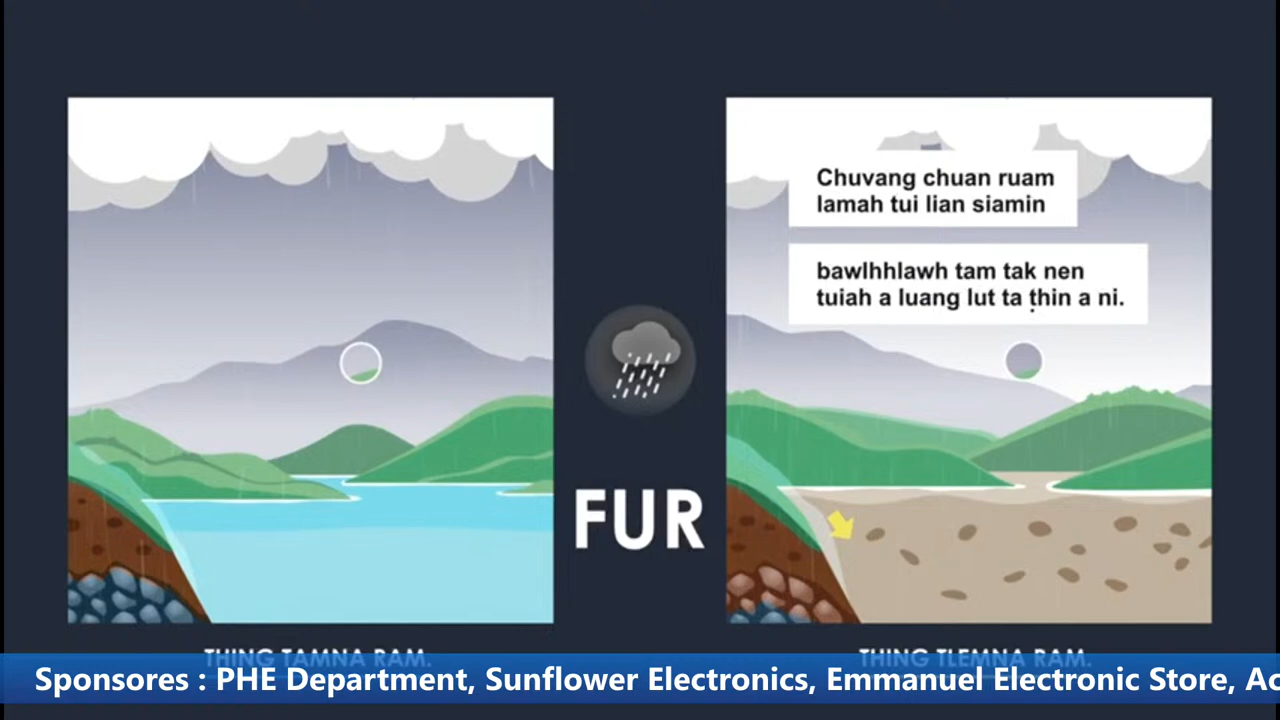 Chuvang chuan ruam
lamah tui lian siamin
bawlhhlawh tam tak nen
tuiah a luang lut ta ṭhin a ni.
FUR
THING TAMNA RAM.
THING TLEMNA RAM.
Sponsores : PHE Department, Sunflower Electronics, Emmanuel Electronic Store, Ac